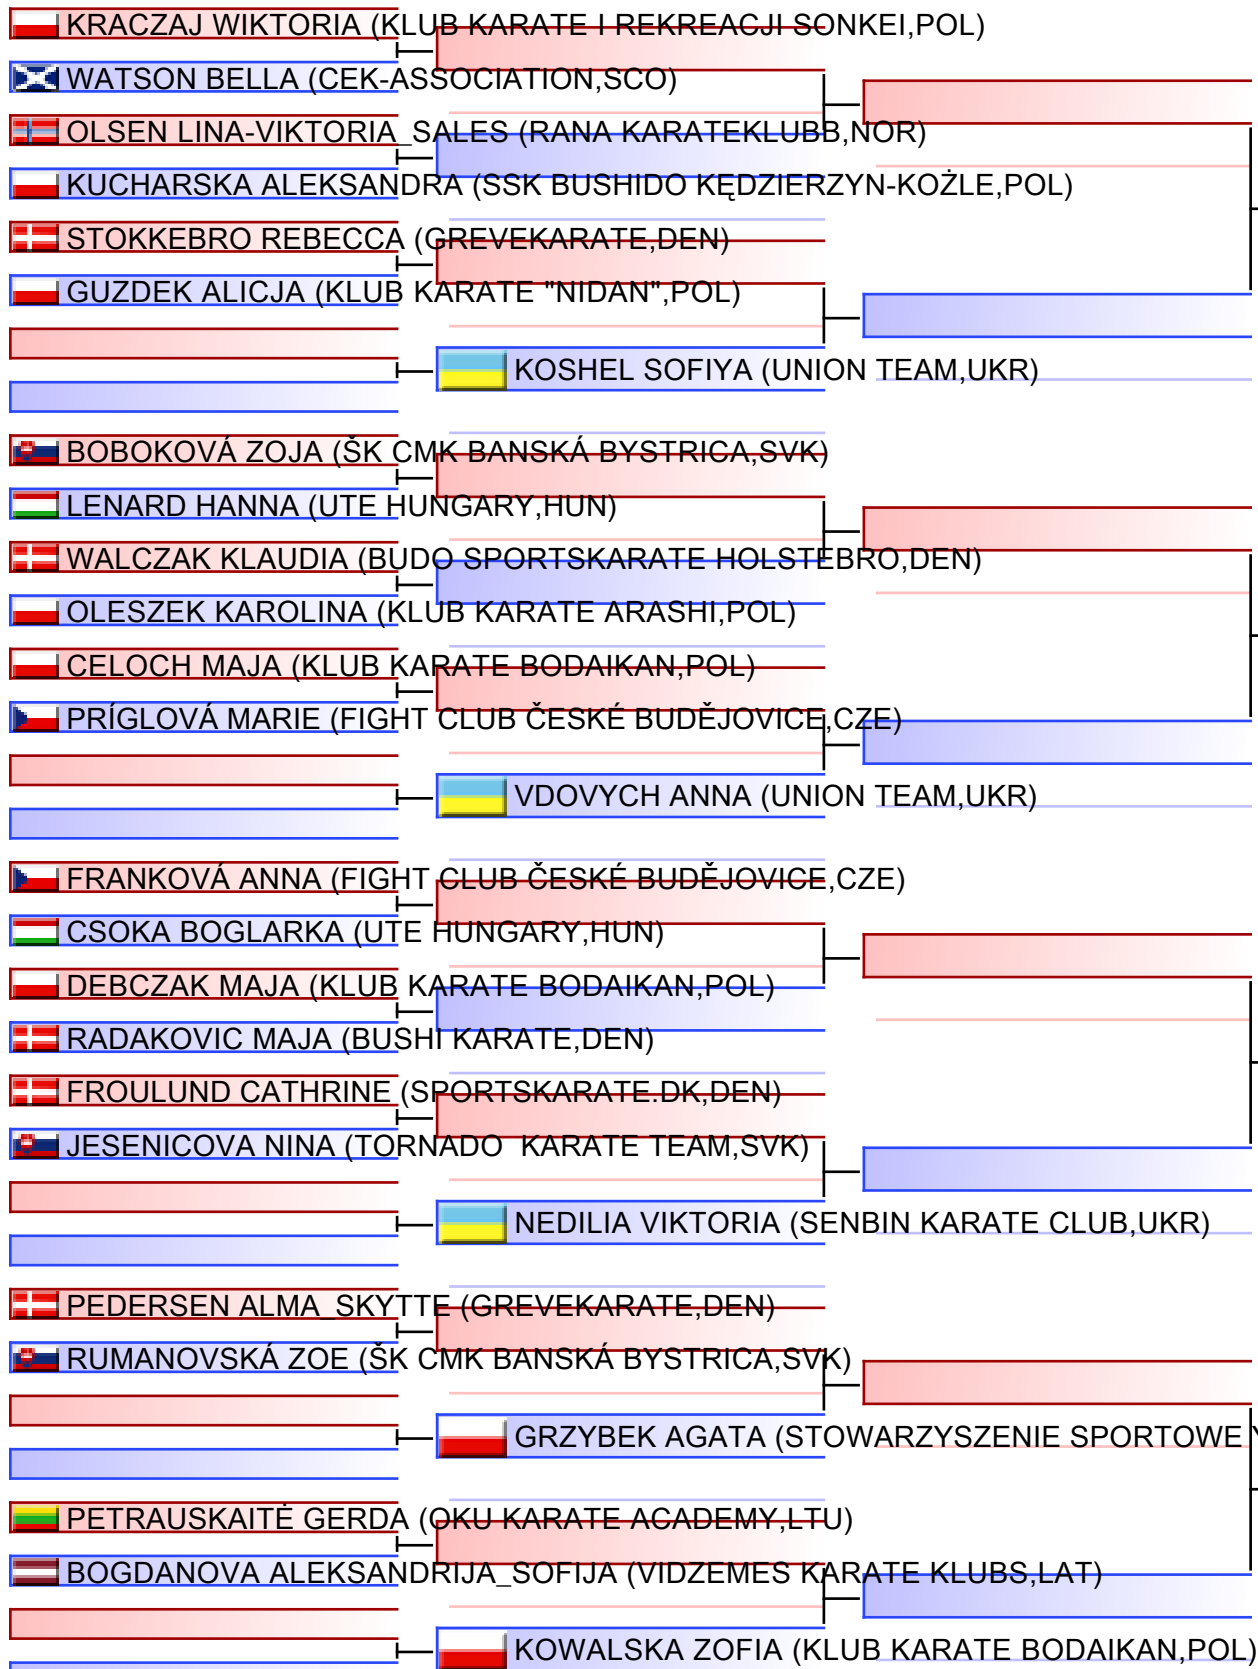 KRACZAJ WIKTORIA (KLUB KARATE I REKREACJI SONKEI,POL)
WATSON BELLA (CEK-ASSOCIATION,SCO)
OLSEN LINA-VIKTORIA_SALES (RANA KARATEKLUBB,NOR)
KUCHARSKA ALEKSANDRA (SSK BUSHIDO KĘDZIERZYN-KOŹLE,POL)
STOKKEBRO REBECCA (GREVEKARATE,DEN)
GUZDEK ALICJA (KLUB KARATE "NIDAN",POL)
KOSHEL SOFIYA (UNION TEAM,UKR)
BOBOKOVÁ ZOJA (ŠK CMK BANSKÁ BYSTRICA,SVK)
LENARD HANNA (UTE HUNGARY,HUN)
WALCZAK KLAUDIA (BUDO SPORTSKARATE HOLSTEBRO,DEN)
OLESZEK KAROLINA (KLUB KARATE ARASHI,POL)
CELOCH MAJA (KLUB KARATE BODAIKAN,POL)
PRÍGLOVÁ MARIE (FIGHT CLUB ČESKÉ BUDĚJOVICE,CZE)
VDOVYCH ANNA (UNION TEAM,UKR)
FRANKOVÁ ANNA (FIGHT CLUB ČESKÉ BUDĚJOVICE,CZE)
CSOKA BOGLARKA (UTE HUNGARY,HUN)
DEBCZAK MAJA (KLUB KARATE BODAIKAN,POL)
RADAKOVIC MAJA (BUSHI KARATE,DEN)
FROULUND CATHRINE (SPORTSKARATE.DK,DEN)
JESENICOVA NINA (TORNADO  KARATE TEAM,SVK)
NEDILIA VIKTORIA (SENBIN KARATE CLUB,UKR)
PEDERSEN ALMA_SKYTTE (GREVEKARATE,DEN)
RUMANOVSKÁ ZOE (ŠK CMK BANSKÁ BYSTRICA,SVK)
GRZYBEK AGATA (STOWARZYSZENIE SPORTOWE
PETRAUSKAITĖ GERDA (OKU KARATE ACADEMY,LTU)
BOGDANOVA ALEKSANDRIJA_SOFIJA (VIDZEMES KARATE KLUBS,LAT)
KOWALSKA ZOFIA (KLUB KARATE BODAIKAN,POL)